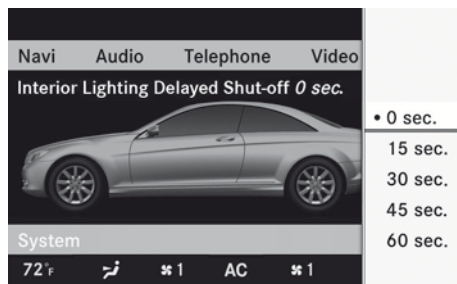 Navi Audio Telephone Video
Interior Lighting Delayed Shut-off 0 sec.
• 0 sec.
15 sec.
30 sec.
45 sec.
60 sec.
System
72°F 1 AC 1